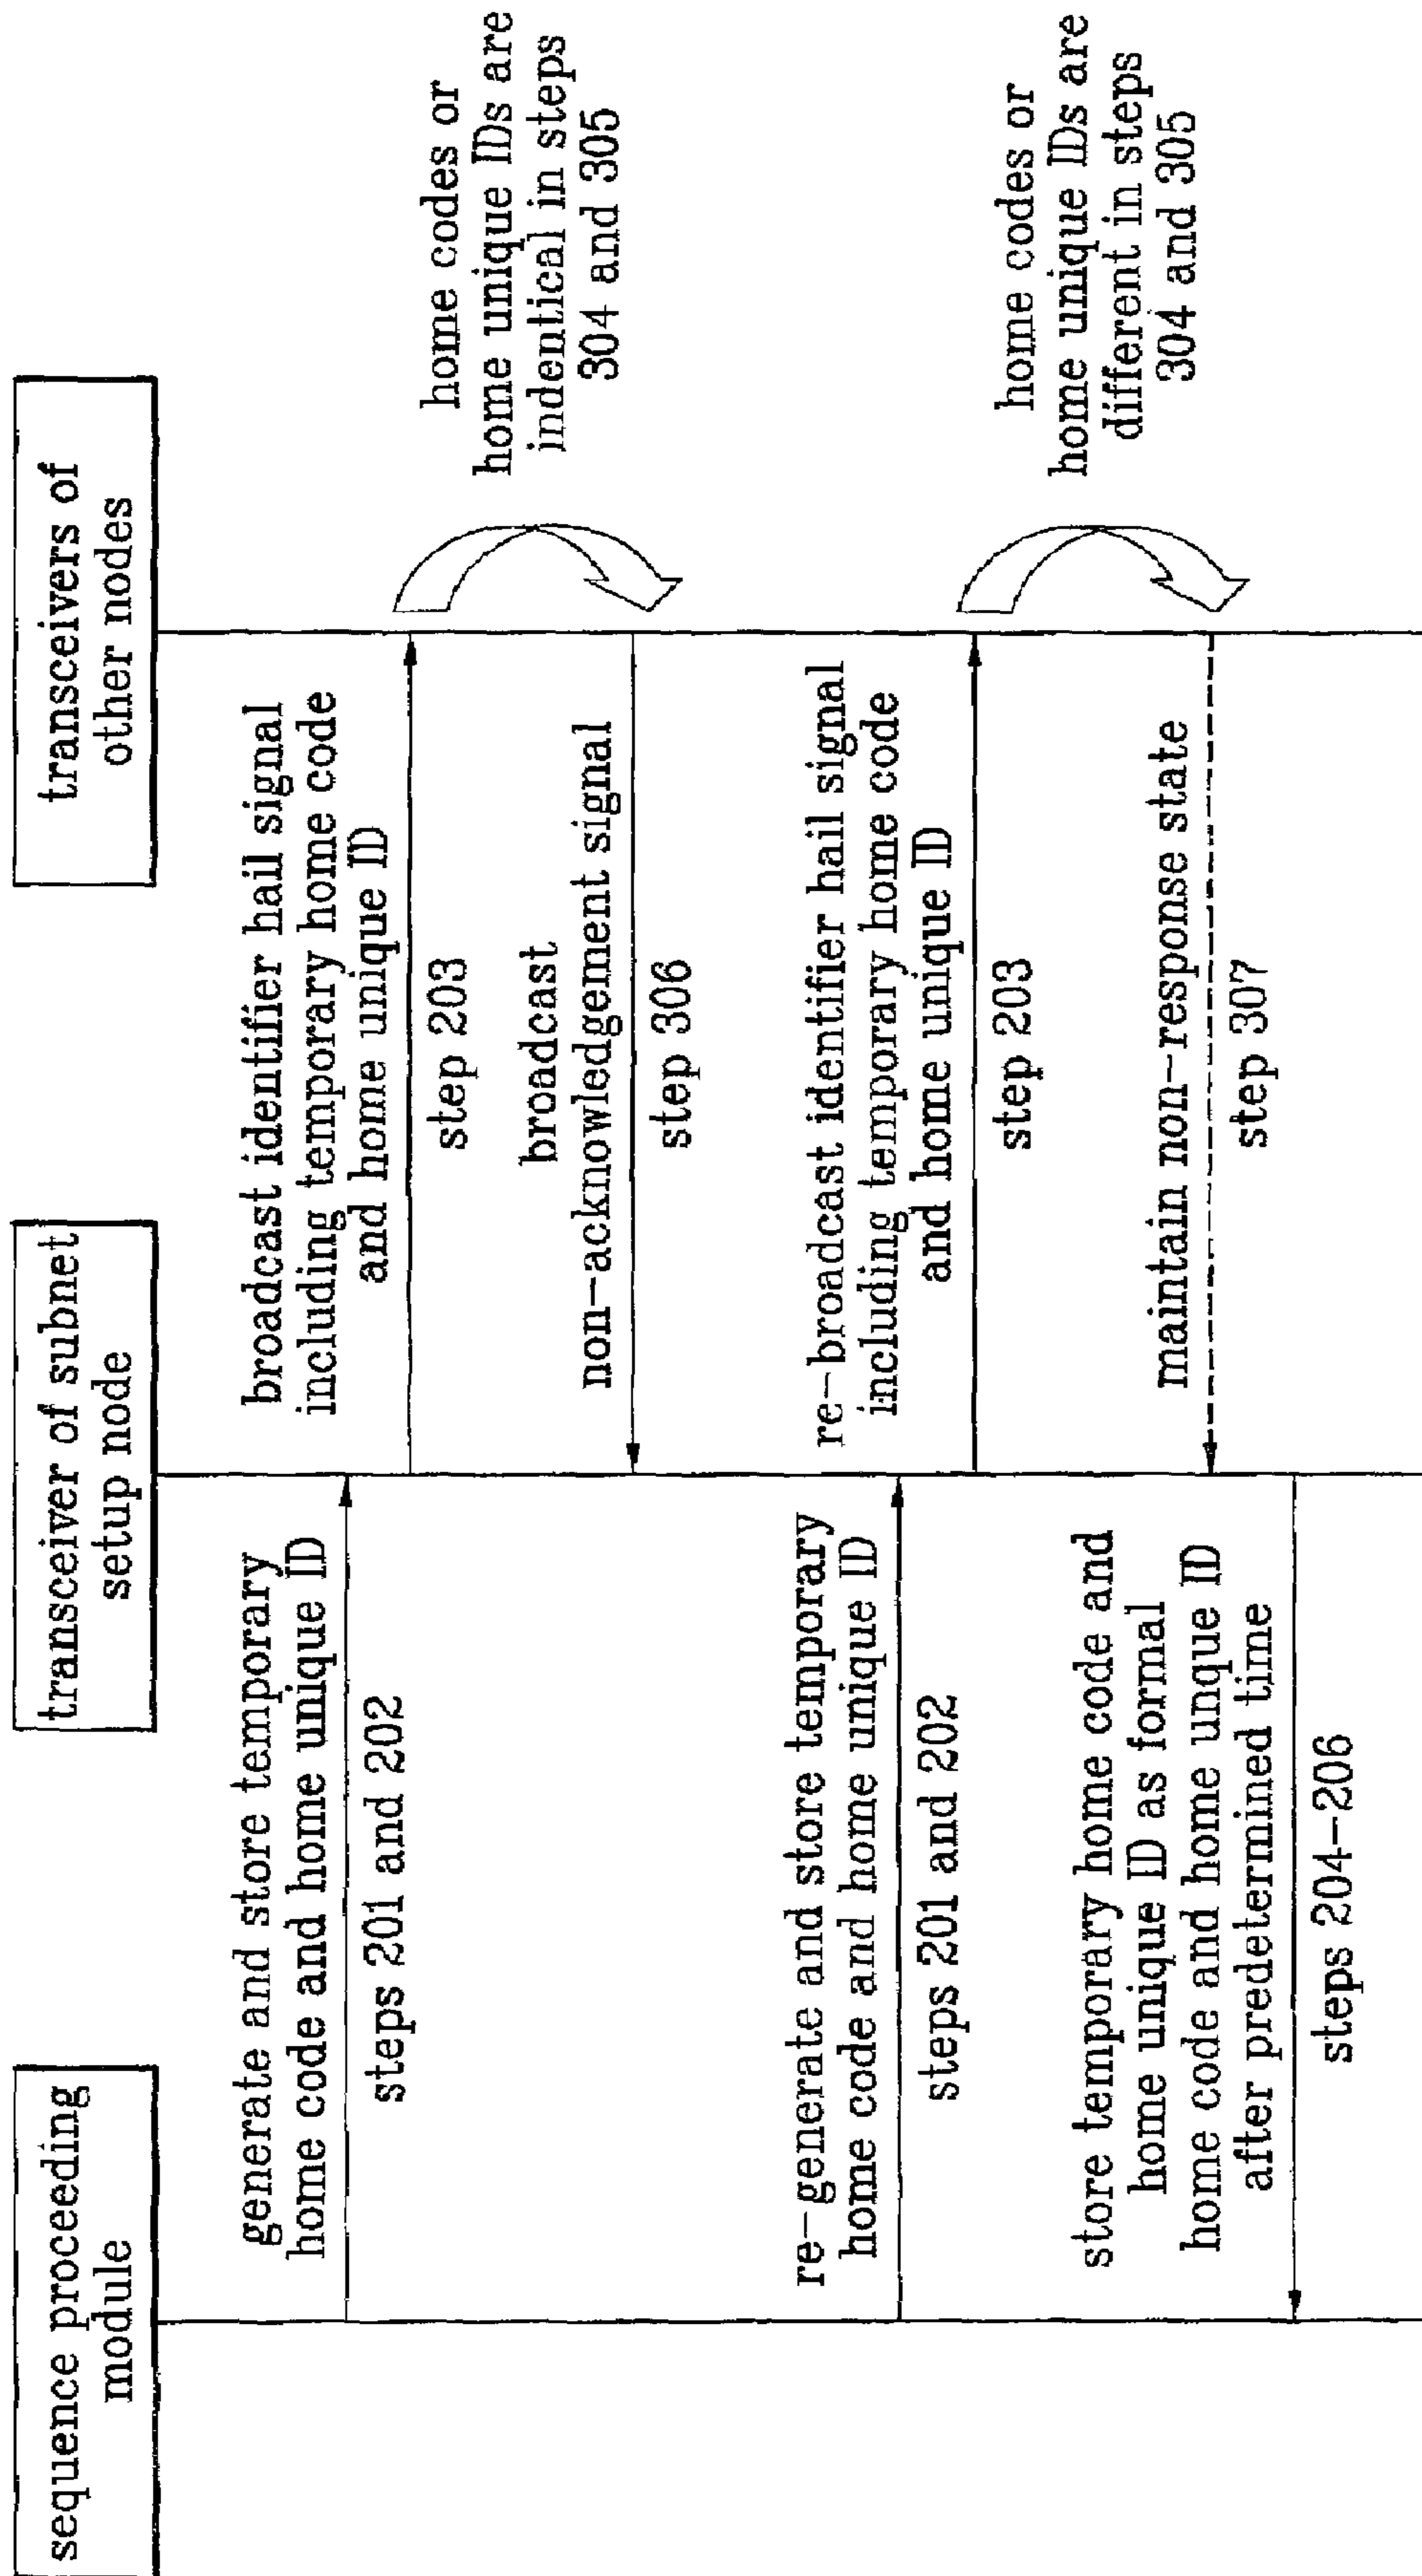 sequence proceeding
module
transceiver of subnet
setup node
transceivers of
other nodes
generate and store temporary
home code and home unique ID
steps 201 and 202
broadcast identifier hail signal
including temporary home code
and home unique ID
step 203
home codes or
home unique IDs are
indentical in steps
304 and 305
broadcast
non-acknowledgement signal
step 306
re-generate and store temporary
home code and home unique ID
steps 201 and 202
re-broadcast identifier hail signal
including temporary home code
and home unique ID
step 203
home codes or
home unique IDs are
different in steps
304 and 305
maintain non-response state
step 307
store temporary home code and
home unique ID as formal
home code and home unque ID
after predetermined time
steps 204-206